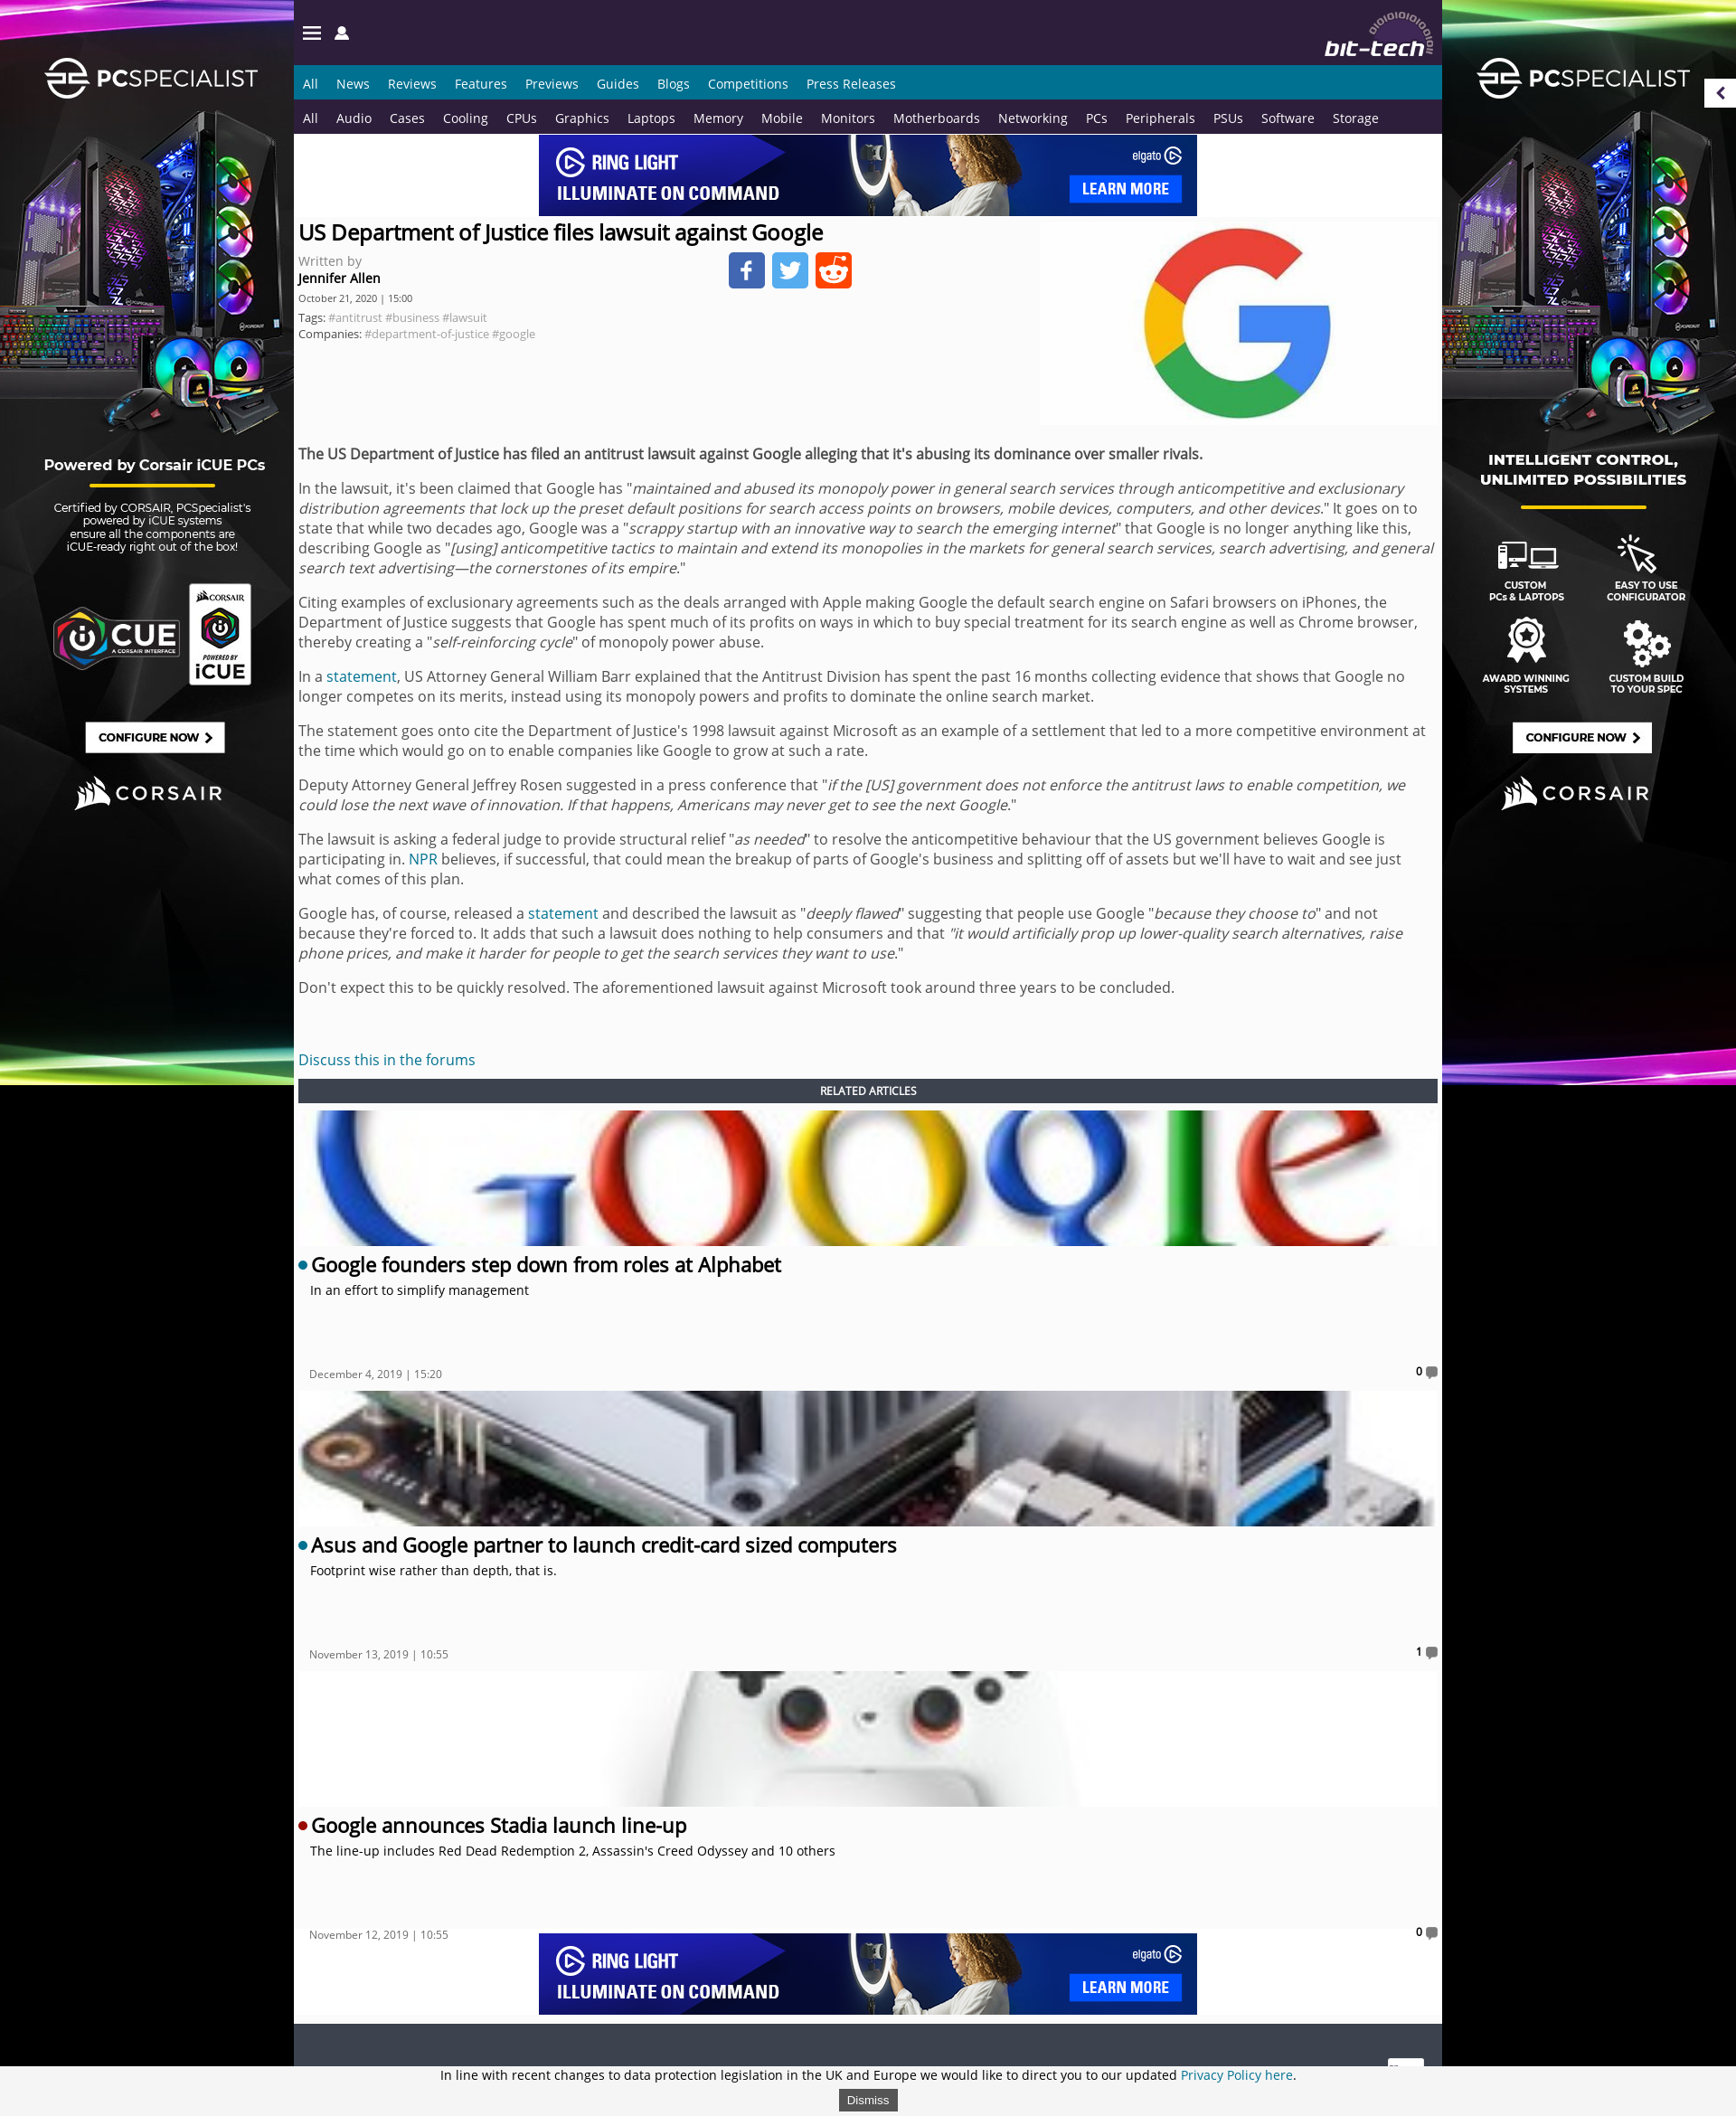 PCSPECIALIST
bit-tech
PCSPECIALIST
All News Reviews Features Previews Guides Blogs Competitions Press Releases
All Audio Cases Cooling CPUs Graphics Laptops Memory Mobile Monitors Motherboards Networking PCs Peripherals PSUs Software Storage
RING LIGHT
ILLUMINATE ON COMMAND
elgato
LEARN MORE
US Department of Justice files lawsuit against Google
Written by
Jennifer Allen
October 21, 2020 | 15:00
Tags: #antitrust #business #lawsuit
Companies: #department-of-justice #google
The US Department of Justice has filed an antitrust lawsuit against Google alleging that it's abusing its dominance over smaller rivals.
In the lawsuit, it's been claimed that Google has "maintained and abused its monopoly power in general search services through anticompetitive and exclusionary
distribution agreements that lock up the preset default positions for search access points on browsers, mobile devices, computers, and other devices." It goes on to
state that while two decades ago, Google was a "scrappy startup with an innovative way to search the emerging internet" that Google is no longer anything like this,
describing Google as "[using] anticompetitive tactics to maintain and extend its monopolies in the markets for general search services, search advertising, and general
search text advertising—the cornerstones of its empire."
Citing examples of exclusionary agreements such as the deals arranged with Apple making Google the default search engine on Safari browsers on iPhones, the
Department of Justice suggests that Google has spent much of its profits on ways in which to buy special treatment for its search engine as well as Chrome browser,
thereby creating a "self-reinforcing cycle" of monopoly power abuse.
In a statement, US Attorney General William Barr explained that the Antitrust Division has spent the past 16 months collecting evidence that shows that Google no
longer competes on its merits, instead using its monopoly powers and profits to dominate the online search market.
The statement goes onto cite the Department of Justice's 1998 lawsuit against Microsoft as an example of a settlement that led to a more competitive environment at
the time which would go on to enable companies like Google to grow at such a rate.
Deputy Attorney General Jeffrey Rosen suggested in a press conference that "if the [US] government does not enforce the antitrust laws to enable competition, we
could lose the next wave of innovation. If that happens, Americans may never get to see the next Google."
The lawsuit is asking a federal judge to provide structural relief "as needed" to resolve the anticompetitive behaviour that the US government believes Google is
participating in. NPR believes, if successful, that could mean the breakup of parts of Google's business and splitting off of assets but we'll have to wait and see just
what comes of this plan.
Google has, of course, released a statement and described the lawsuit as "deeply flawed" suggesting that people use Google "because they choose to" and not
because they're forced to. It adds that such a lawsuit does nothing to help consumers and that "it would artificially prop up lower-quality search alternatives, raise
phone prices, and make it harder for people to get the search services they want to use."
Don't expect this to be quickly resolved. The aforementioned lawsuit against Microsoft took around three years to be concluded.
Discuss this in the forums
RELATED ARTICLES
Google
Google founders step down from roles at Alphabet
In an effort to simplify management
December 4, 2019 | 15:20
0
Asus and Google partner to launch credit-card sized computers
Footprint wise rather than depth, that is.
November 13, 2019 | 10:55
1
Google announces Stadia launch line-up
The line-up includes Red Dead Redemption 2, Assassin's Creed Odyssey and 10 others
November 12, 2019 | 10:55
0
RING LIGHT
ILLUMINATE ON COMMAND
elgato
LEARN MORE
In line with recent changes to data protection legislation in the UK and Europe we would like to direct you to our updated Privacy Policy here.
Dismiss
Powered by Corsair iCUE PCs
Certified by CORSAIR, PCSpecialist's
powered by iCUE systems
ensure all the components are
iCUE-ready right out of the box!
iCUE
A CORSAIR INTERFACE
CORSAIR
POWERED BY
iCUE
CONFIGURE NOW
CORSAIR
INTELLIGENT CONTROL,
UNLIMITED POSSIBILITIES
CUSTOM
PCs & LAPTOPS
EASY TO USE
CONFIGURATOR
AWARD WINNING
SYSTEMS
CUSTOM BUILD
TO YOUR SPEC
CONFIGURE NOW
CORSAIR